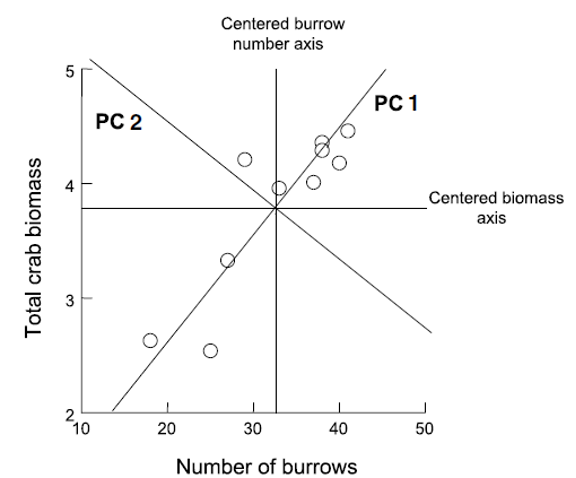 Centered burrow
number axis
5
PC 1
PC 2
4
Centered biomass
axis
Total crab biomass
3
2
10
20
30
40
50
Number of burrows